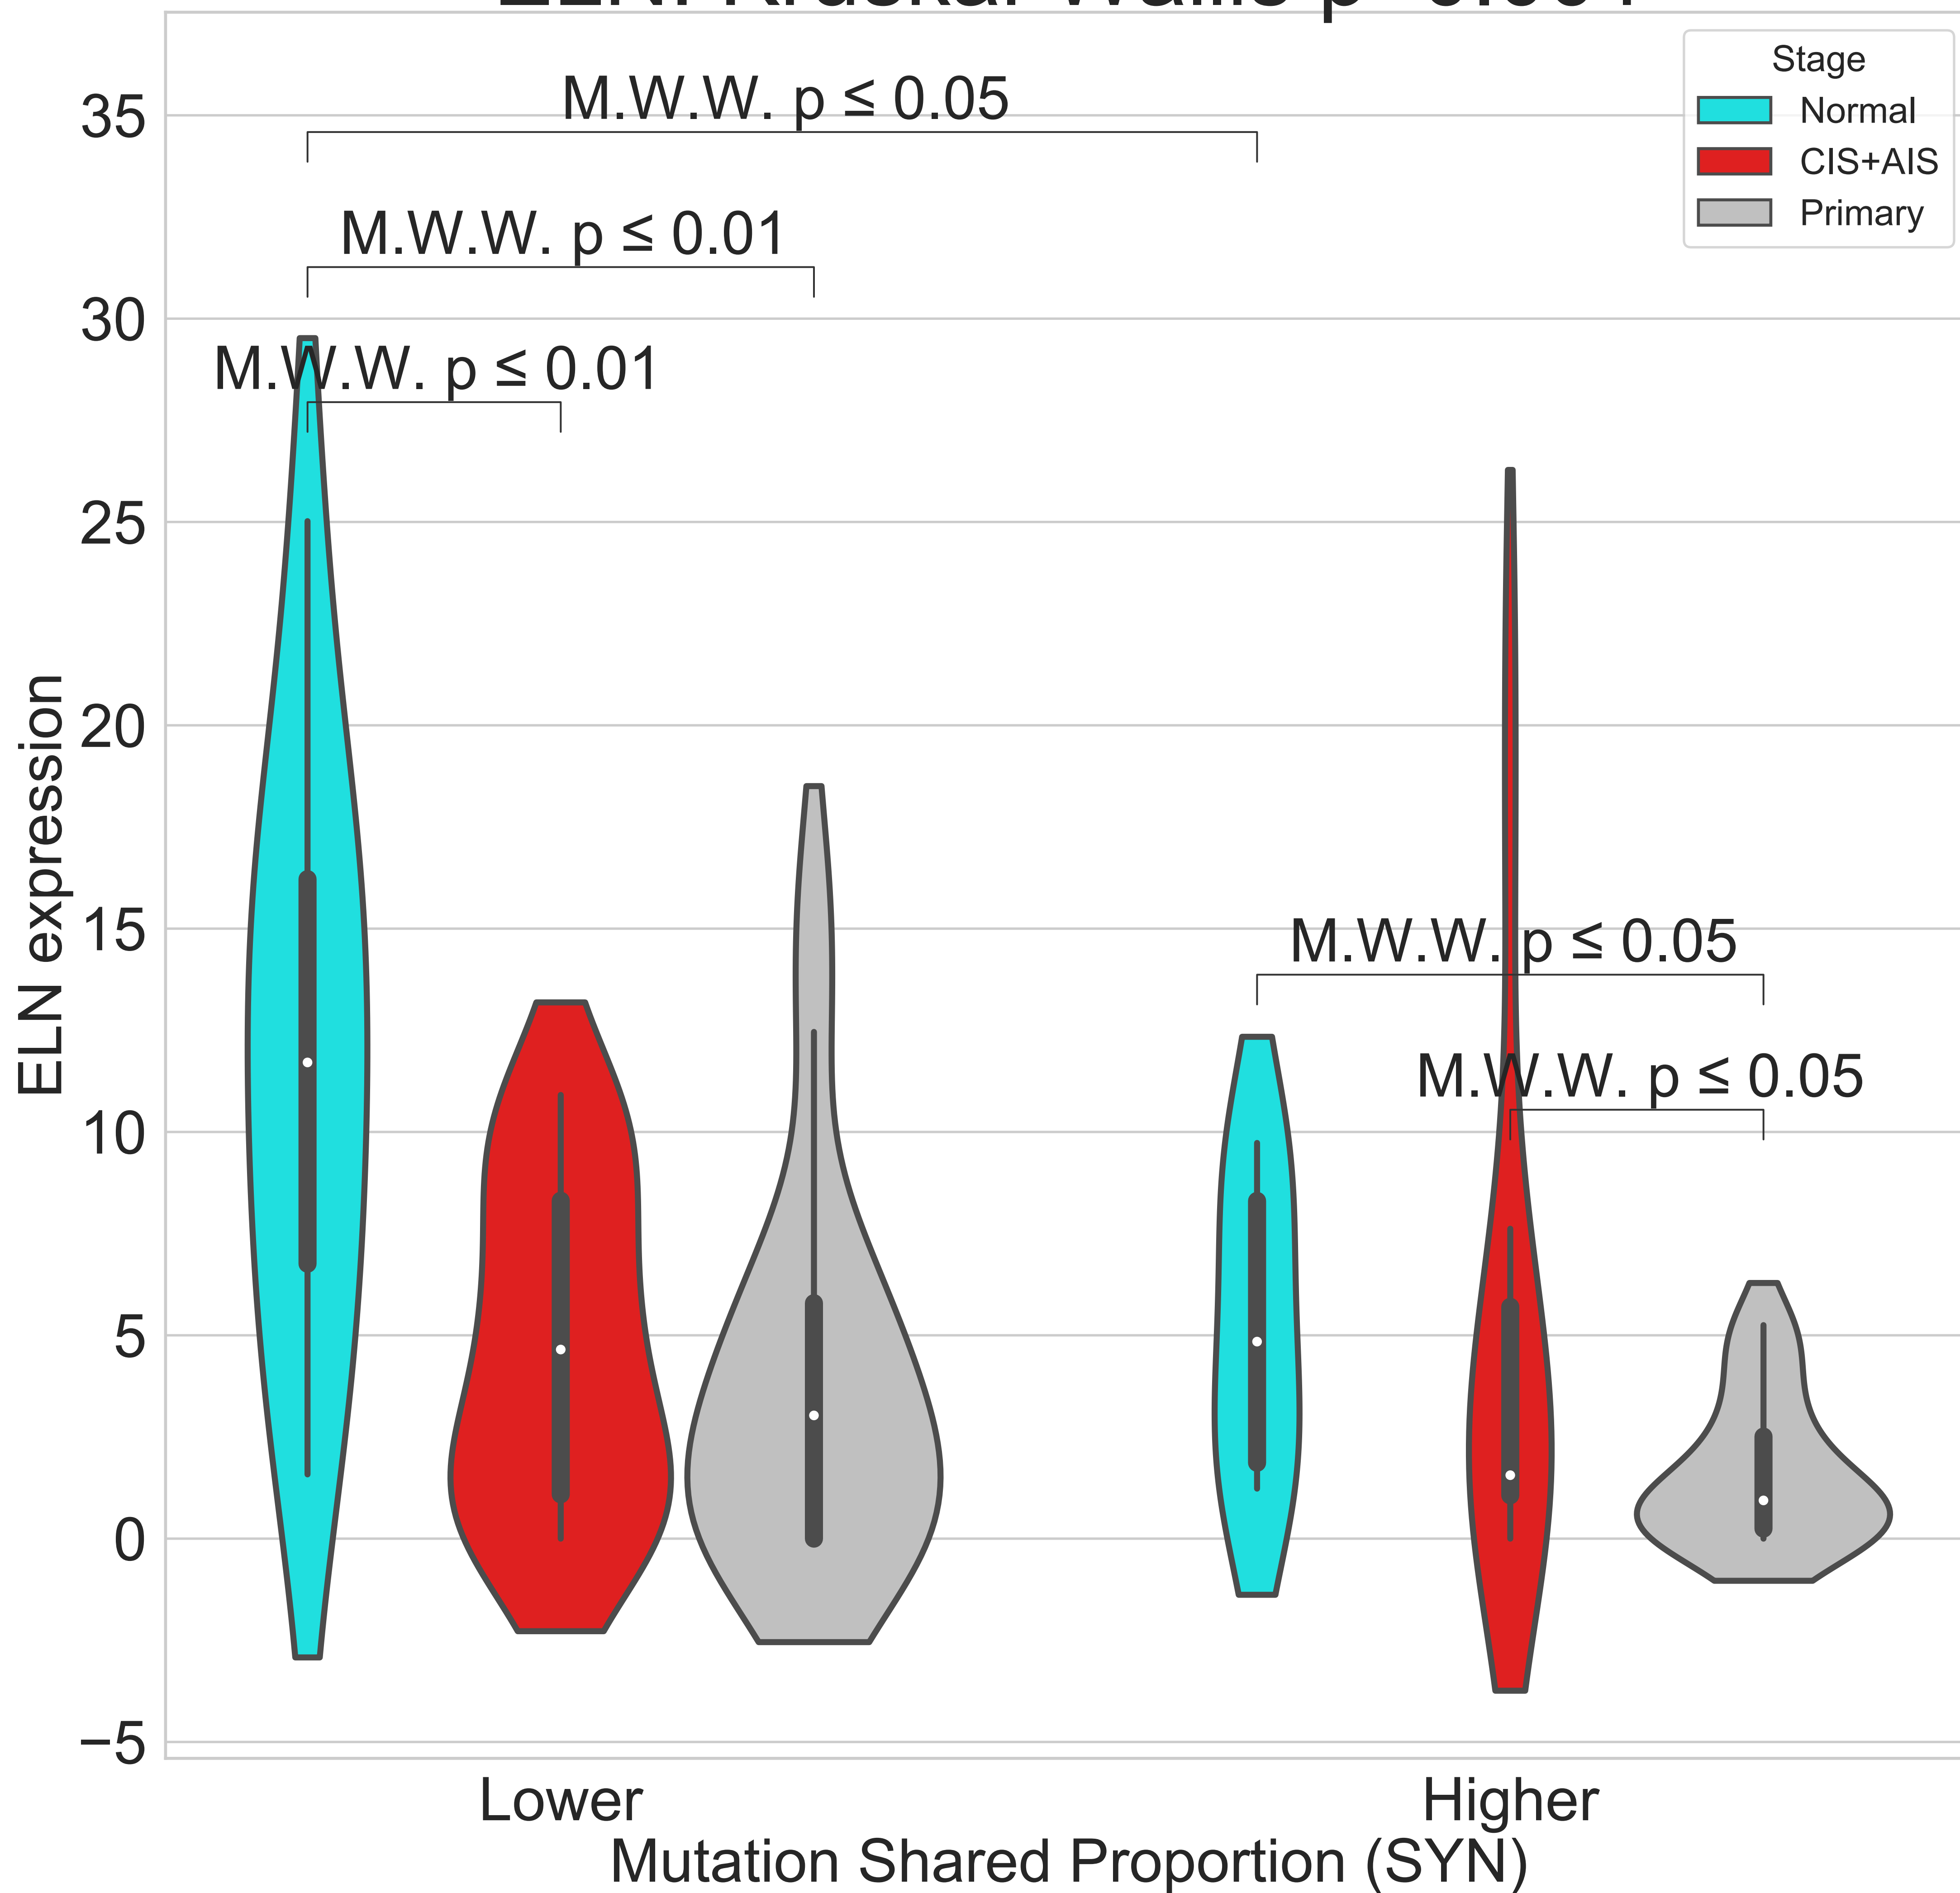 Stage
Normal
CIS+AIS
Primary
M.W.W. p ≤ 0.05
M.W.W. p ≤ 0.01
M.W.W. p ≤ 0.01
M.W.W. p ≤ 0.05
M.W.W. p ≤ 0.05
ELN expression
35
30
25
20
15
10
5
0
−5
Lower
Higher
Mutation Shared Proportion (SYN)